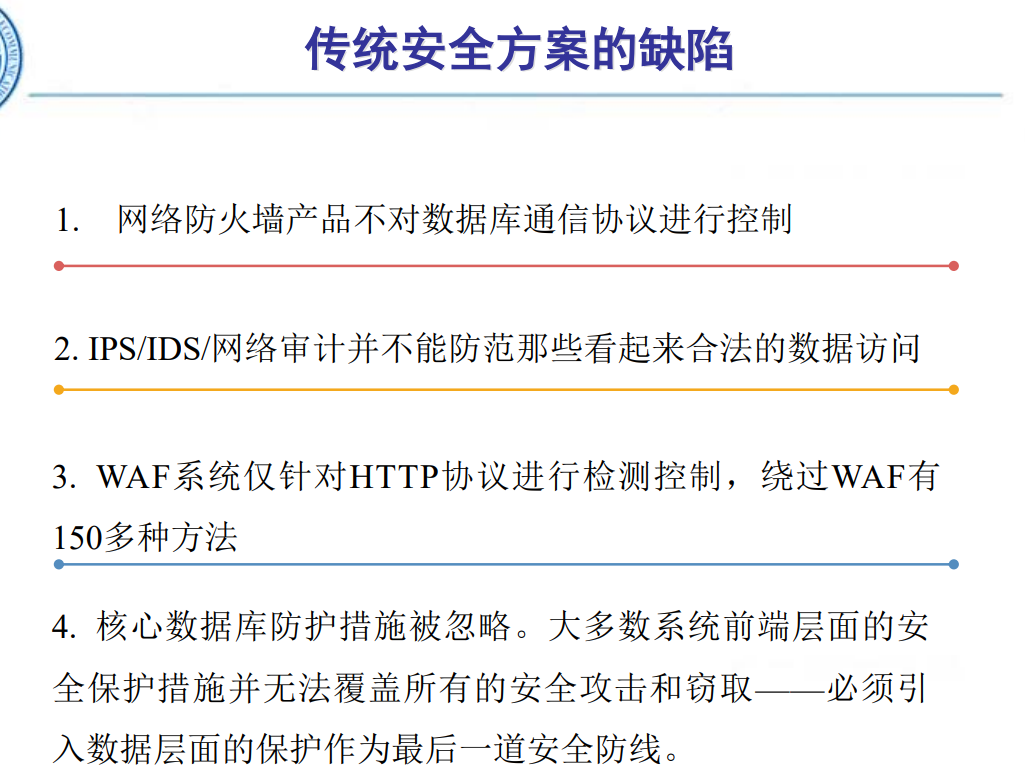 传统安全方案的缺陷
1. 网络防火墙产品不对数据库通信协议进行控制
2. IPS/IDS/网络审计并不能防范那些看起来合法的数据访问
3. WAF系统仅针对HTTP协议进行检测控制，绕过WAF有
150多种方法
4. 核心数据库防护措施被忽略。大多数系统前端层面的安
全保护措施并无法覆盖所有的安全攻击和窃取——必须引
入数据层面的保护作为最后一道安全防线。